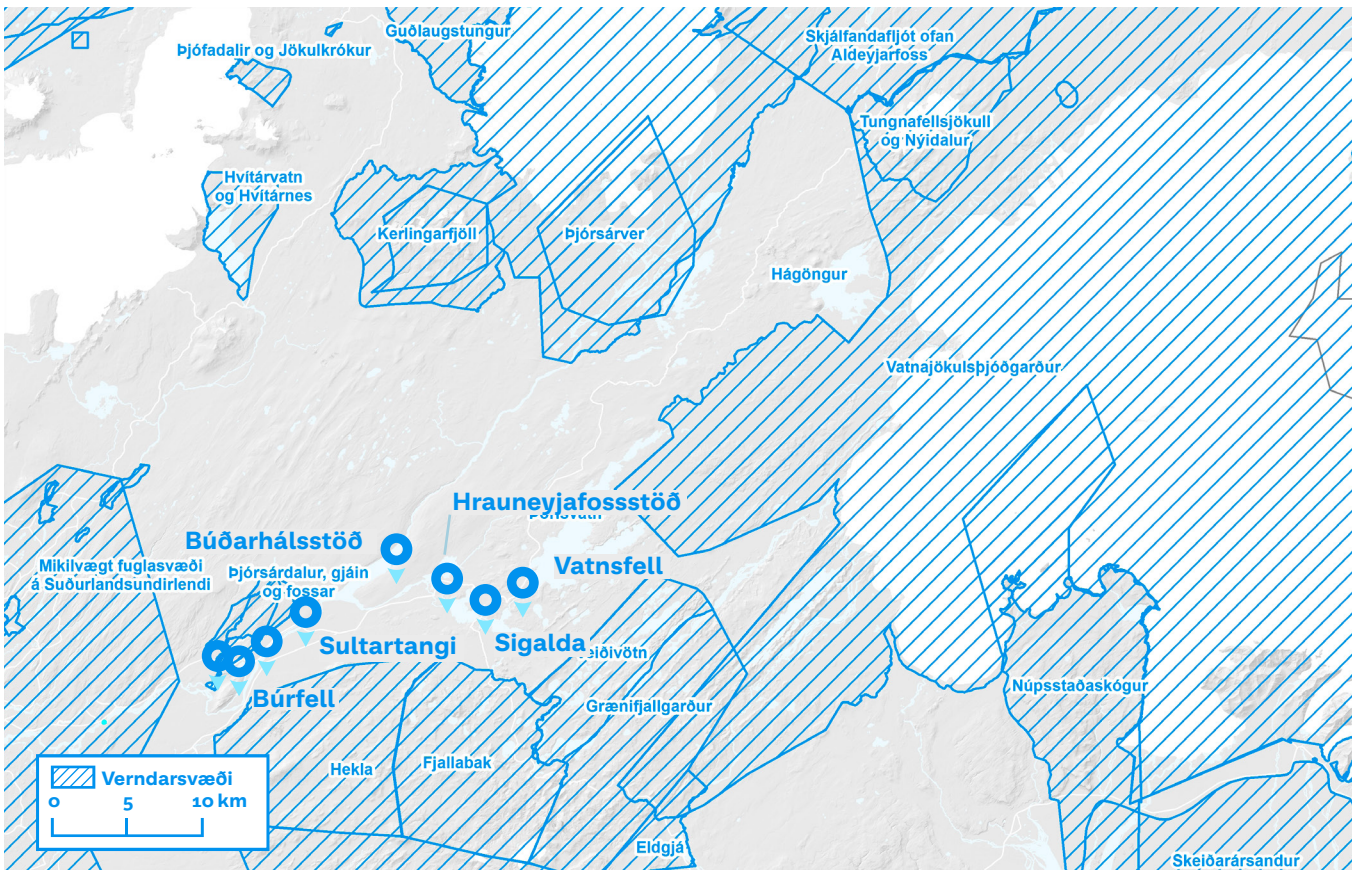 Guðlaugstungur
Skjálfandafljót ofan
Aldeyjarfoss
Þjófadalir og Jökulkrókur
Tungnafellsjökull
óg Nýidalur
Hvítárvatn
og Hvítárnes
Kerlingarfjöll
Þjórsárver
Hágöngur
Vatnajökulsþjóðgarður
Hrauneyjafossstöð
Búðarhálsstöð
Vatnsfell
Mikilvægt fuglasvæði
á Suðurlandsundirlendi
Þjórsárdalur, gjáin
og fossar
Sultartangi
Sigalda
Búrfell
Núpsstaðaskógur
Grænifjallgarður
Hekla
Fjallabak
Verndarsvæði
0 5 10 km
Eldgjá
Skeiðarársandur